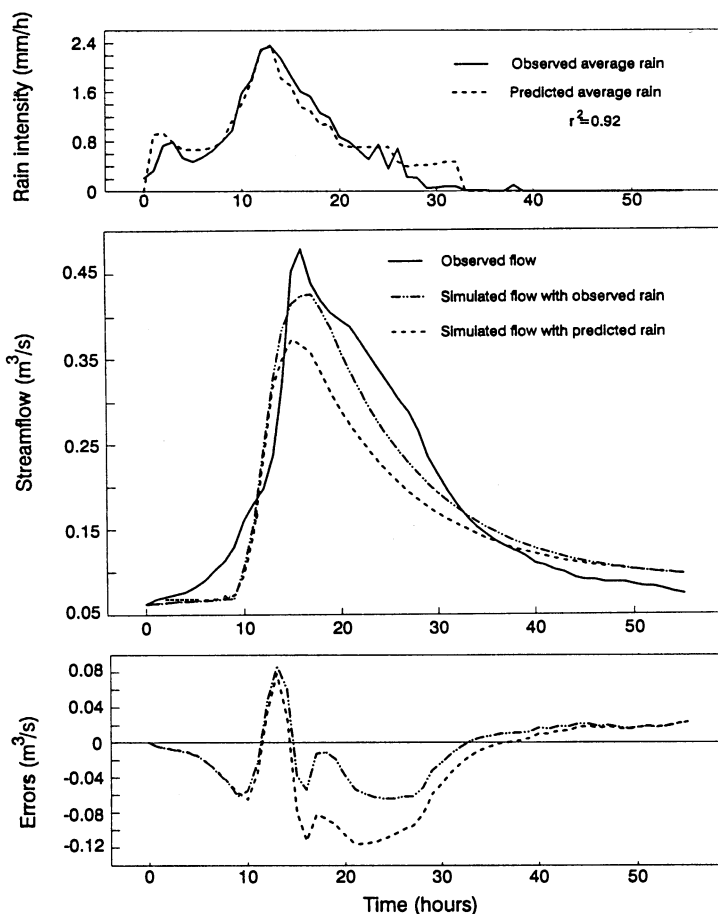 Rain intensity (mm/h)
2.4
1.6
0.8
0
Observed average rain
Predicted average rain
r²=0.92
0 10 20 30 40 50
Streamflow (m³/s)
0.45
0.35
0.25
0.15
0.05
Observed flow
Simulated flow with observed rain
Simulated flow with predicted rain
0 10 20 30 40 50
Errors (m³/s)
0.08
0.04
0
-0.04
-0.08
-0.12
0 10 20 30 40 50
Time (hours)